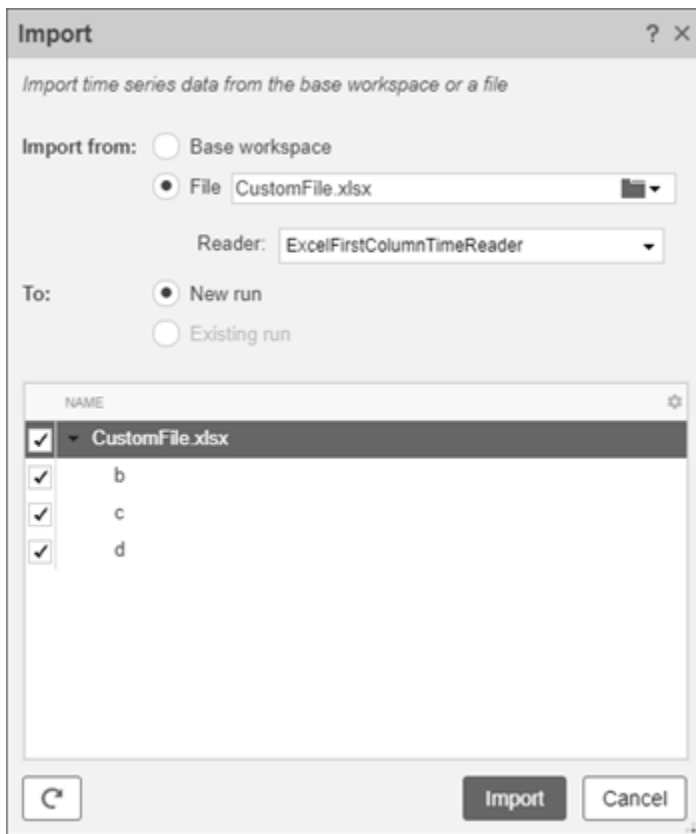 Import ?
Import time series data from the base workspace or a file
Import from: Base workspace
File CustomFile.xlsx
Reader: ExcelFirstColumnTimeReader
To: New run
Existing run
NAME
CustomFile.xlsx
b
c
d
Import Cancel